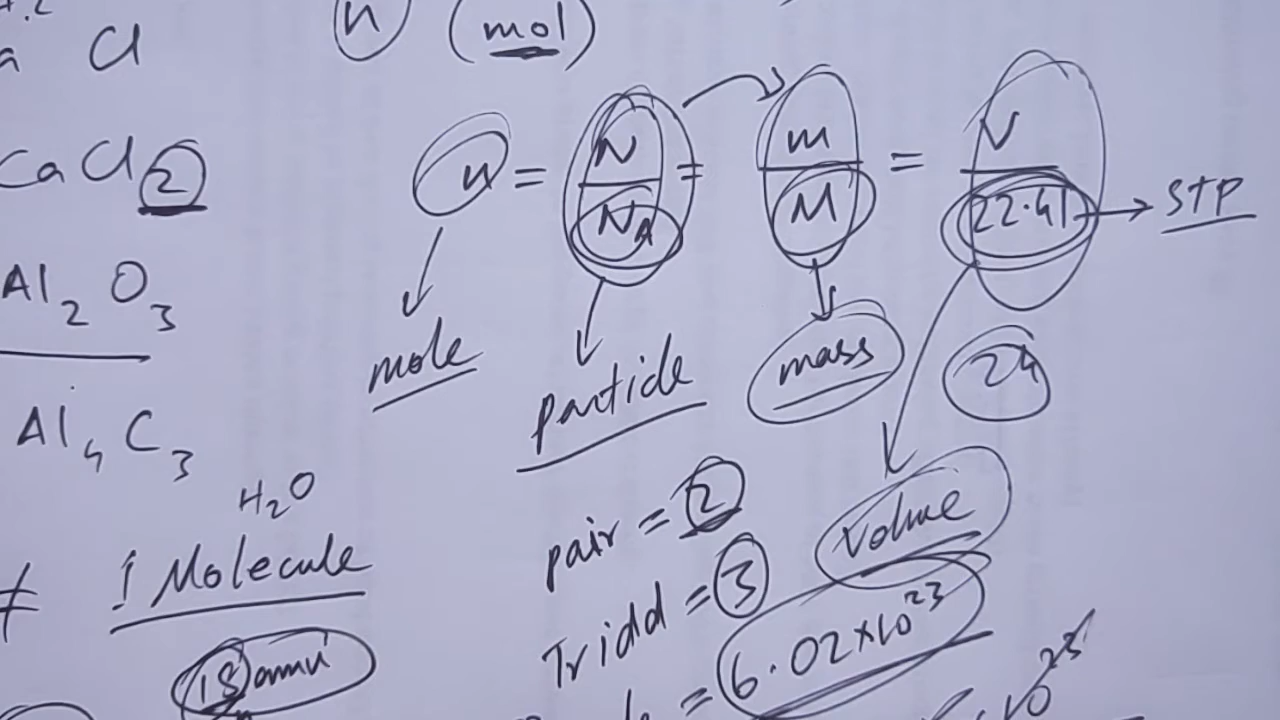 n (mol)
Cl
n = N/NA = m/M = V/22.4l → STP
CaCl2
Al2O3
mole
particle
mass
24
Al4C3
H2O
pair = 2
volume
≠ 1 Molecule
Tridd = 3
18 amu
= 6.02×10^23